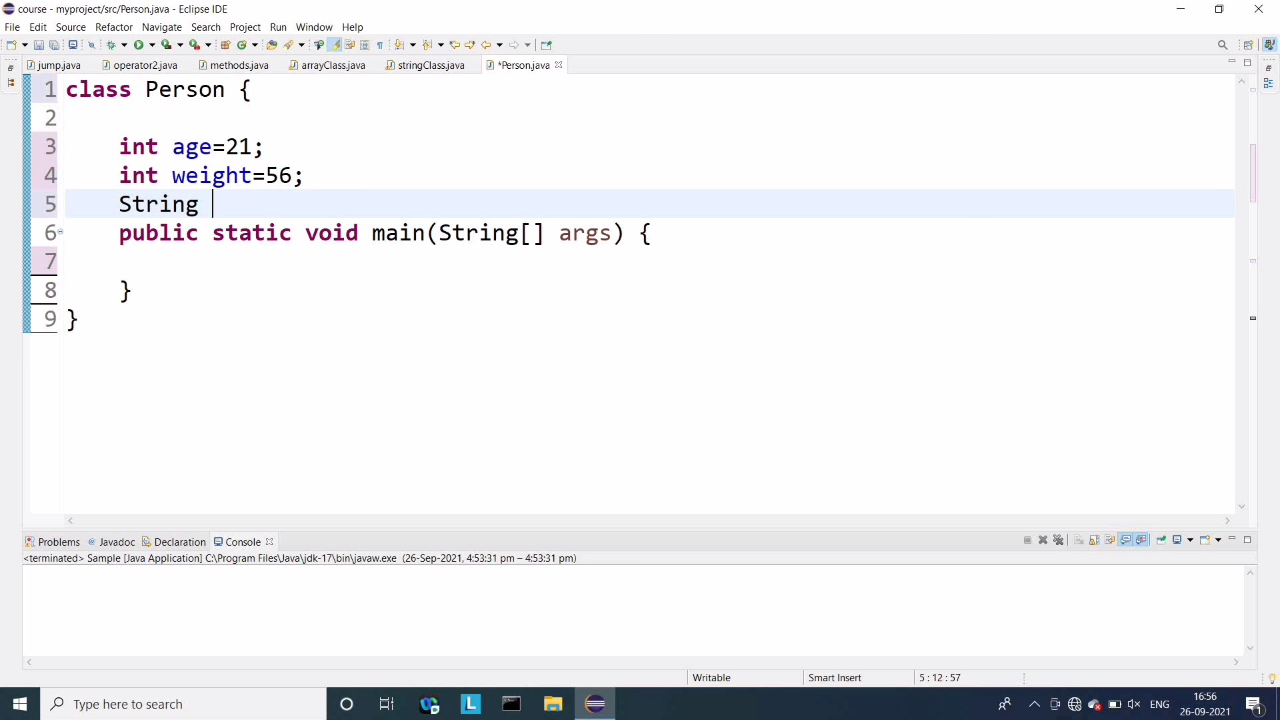 course - myproject/src/Person.java - Eclipse IDE
File Edit Source Refactor Navigate Search Project Run Window Help
jump.java operator2.java methods.java arrayClass.java stringClass.java *Person.java
1 class Person {
2
3 int age=21;
4 int weight=56;
5 String
6 public static void main(String[] args) {
7
8 }
9 }
Problems Javadoc Declaration Console
<terminated> Sample [Java Application] C:\Program Files\Java\jdk-17\bin\javaw.exe (26-Sep-2021, 4:53:31 pm – 4:53:31 pm)
Writable Smart Insert 5 : 12 : 57
Type here to search L ENG 16:56
26-09-2021 1